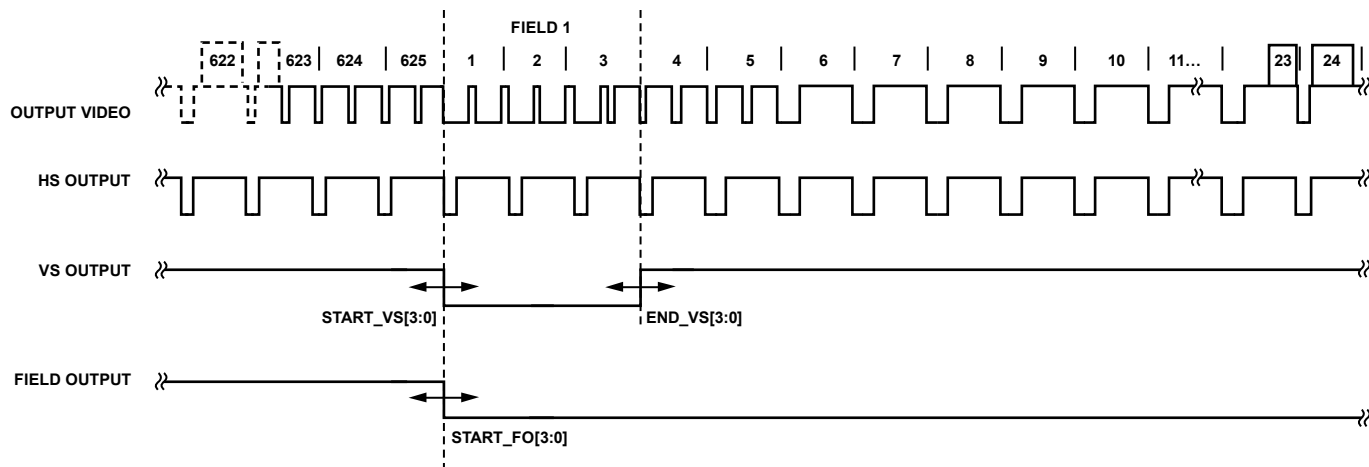 FIELD 1
622 623 624 625 1 2 3 4 5 6 7 8 9 10 11... 23 24
OUTPUT VIDEO
HS OUTPUT
VS OUTPUT
START_VS[3:0] END_VS[3:0]
FIELD OUTPUT
START_FO[3:0]